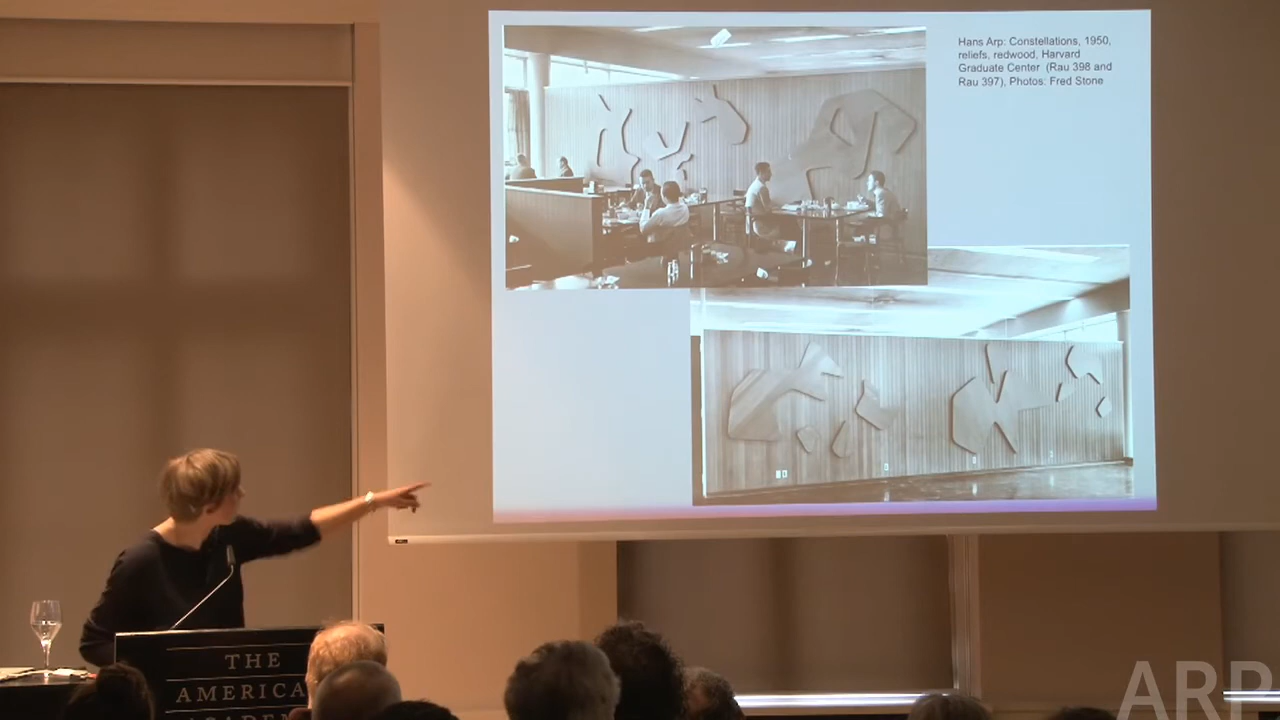 Hans Arp: Constellations, 1950,
reliefs, redwood, Harvard
Graduate Center (Rau 398 and
Rau 397), Photos: Fred Stone
THE
AMERICA
ARP